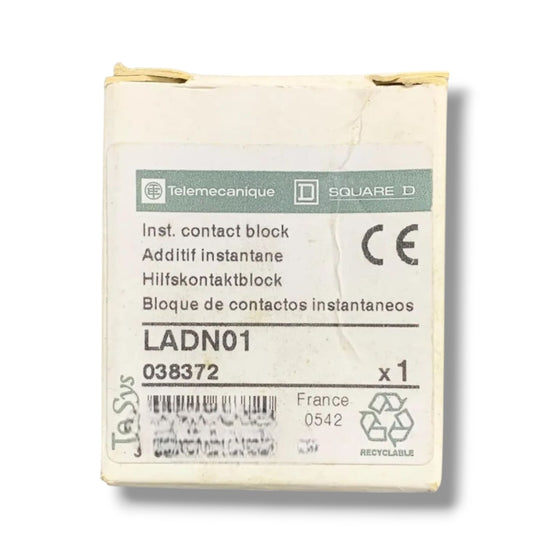 Telemecanique SQUARE D
Inst. contact block
Additif instantane
Hilfskontaktblock
Bloque de contactos instantaneos
CE
LADN01
038372 x 1
TeSys
France
0542
RECYCLABLE